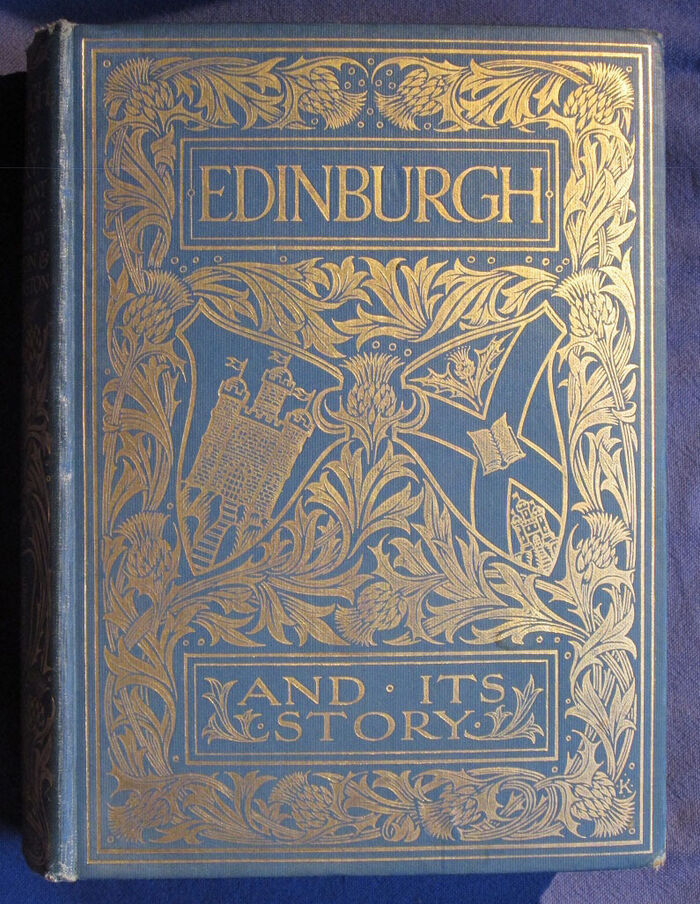 EDINBURGH
AND · ITS
STORY
K